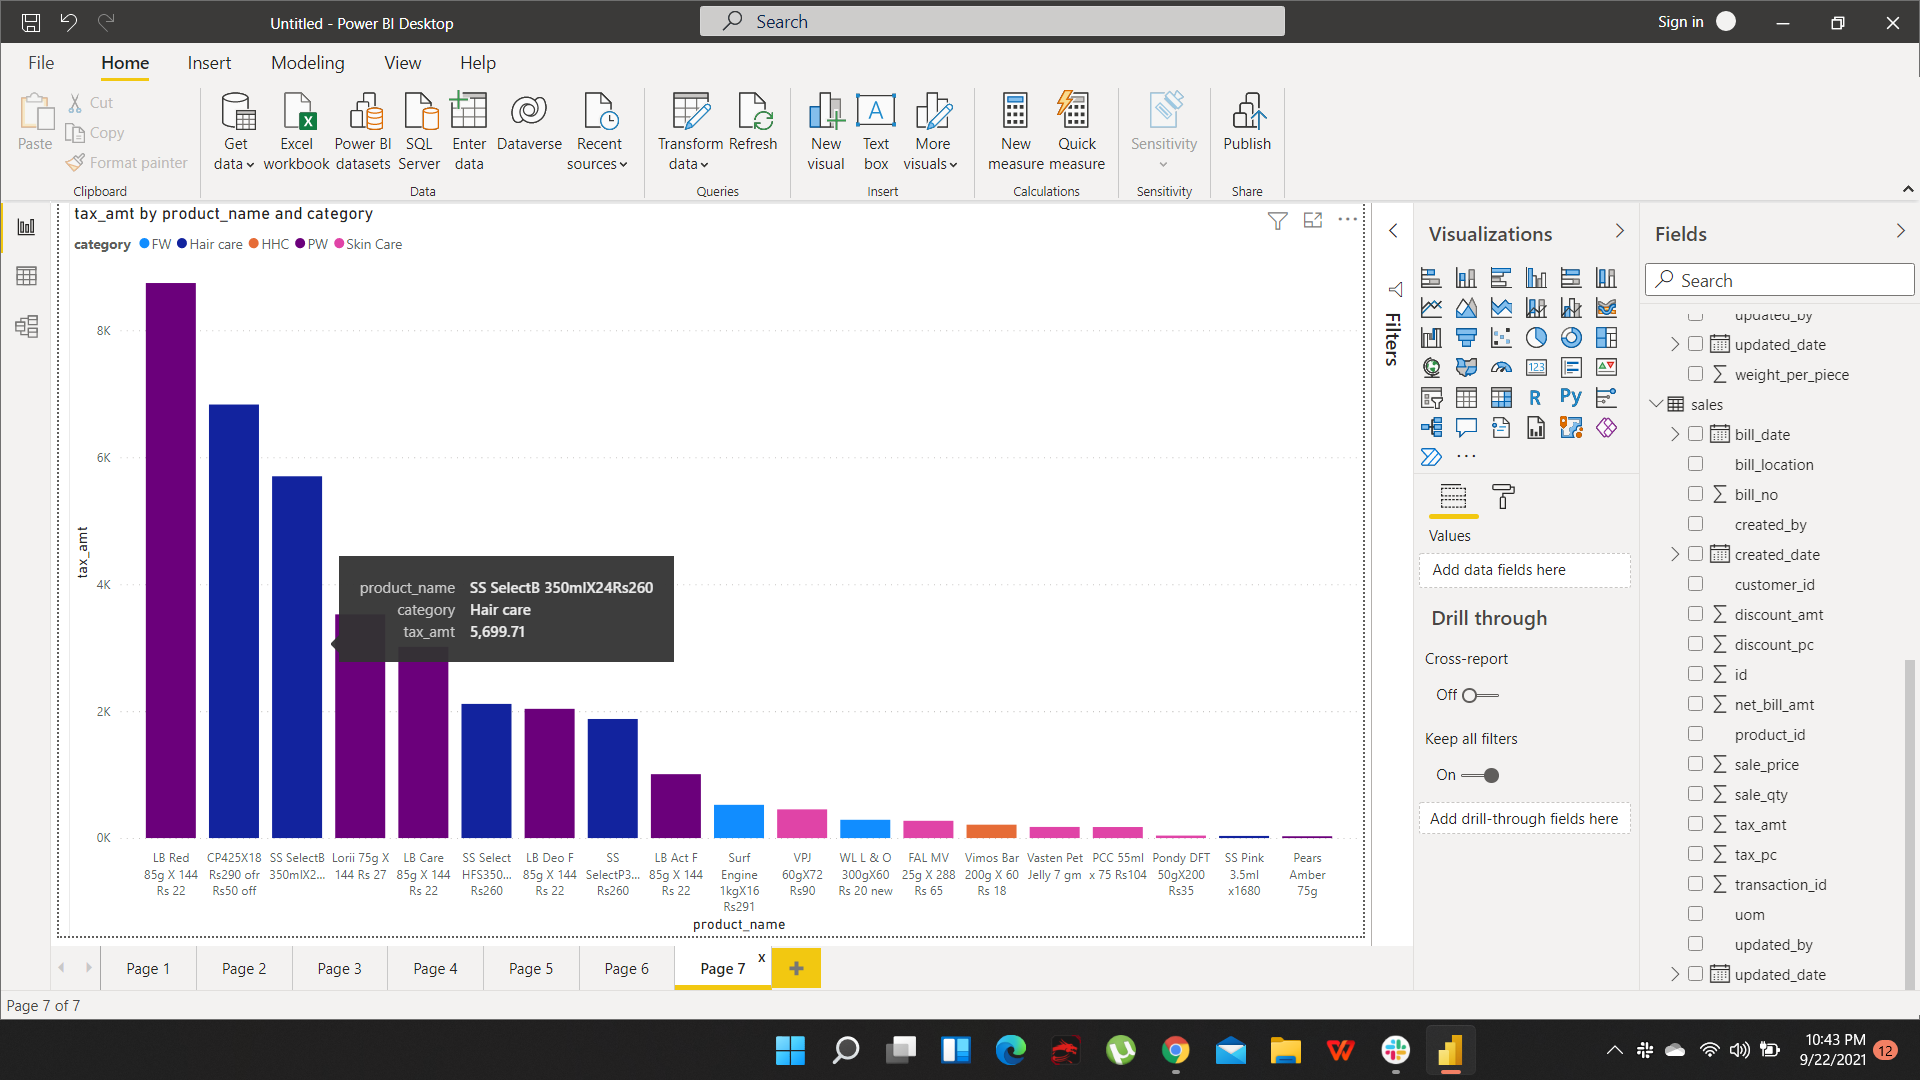 Untitled - Power BI Desktop
Search
Sign in
File
Home
Insert
Modeling
View
Help
Paste
Cut
Copy
Format painter
Clipboard
Get data
Excel workbook
Power BI datasets
SQL Server
Enter data
Dataverse
Recent sources
Data
Transform data
Refresh
Queries
New visual
Text box
More visuals
Insert
New measure
Quick measure
Calculations
Sensitivity
Sensitivity
Publish
Share
tax_amt by product_name and category
category FW Hair care HHC PW Skin Care
tax_amt
8K
6K
4K
2K
0K
product_name SS SelectB 350mlX24Rs260
category Hair care
tax_amt 5,699.71
LB Red 85g X 144 Rs 22
CP425X18 Rs290 ofr Rs50 off
SS SelectB 350mlX2...
Lorii 75g X 144 Rs 27
LB Care 85g X 144 Rs 22
SS Select HFS350... Rs260
LB Deo F 85g X 144 Rs 22
SS SelectP3... Rs260
LB Act F 85g X 144 Rs 22
Surf Engine 1kgX16 Rs291
VPJ 60gX72 Rs90
WL L & O 300gX60 Rs 20 new
FAL MV 25g X 288 Rs 65
Vimos Bar 200g X 60 Rs 18
Vasten Pet Jelly 7 gm
PCC 55ml x 75 Rs104
Pondy DFT 50gX200 Rs35
SS Pink 3.5ml x1680
Pears Amber 75g
product_name
Filters
Visualizations
123
R
Py
Values
Add data fields here
Drill through
Cross-report
Off
Keep all filters
On
Add drill-through fields here
Fields
Search
updated_by
updated_date
weight_per_piece
sales
bill_date
bill_location
bill_no
created_by
created_date
customer_id
discount_amt
discount_pc
id
net_bill_amt
product_id
sale_price
sale_qty
tax_amt
tax_pc
transaction_id
uom
updated_by
updated_date
Page 1
Page 2
Page 3
Page 4
Page 5
Page 6
Page 7
x
Page 7 of 7
10:43 PM
9/22/2021
12